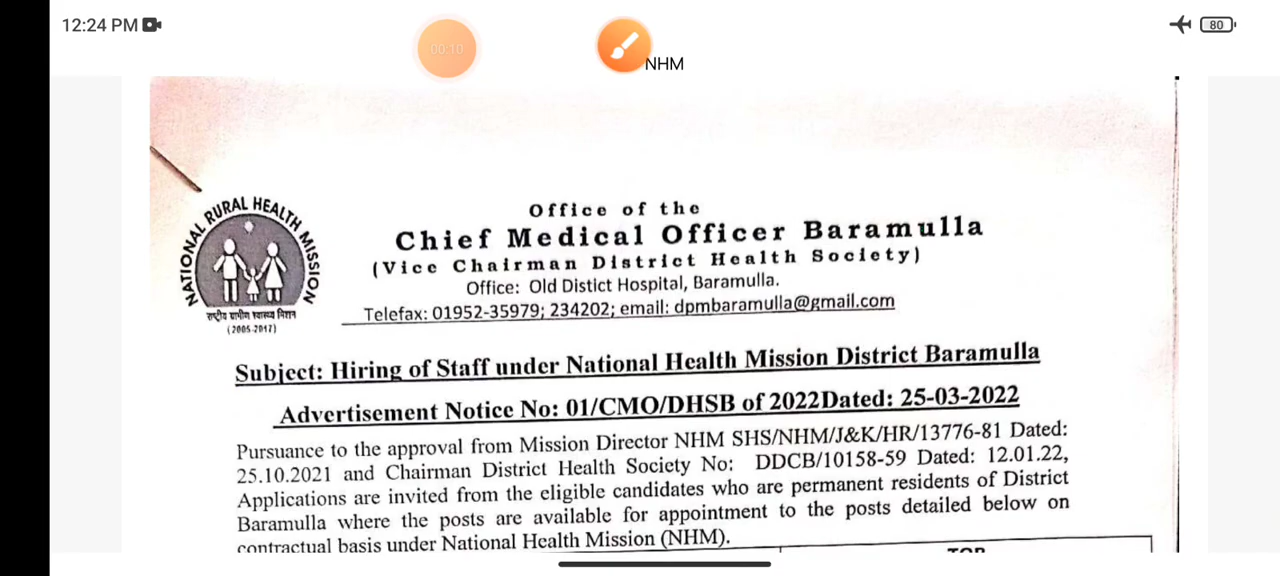 12:24 PM
80
00:10
NHM
NATIONAL RURAL HEALTH MISSION
राष्ट्रीय ग्रामीण स्वास्थ्य मिशन
(2005-2017)
Office of the
Chief Medical Officer Baramulla
(Vice Chairman District Health Society)
Office: Old Distict Hospital, Baramulla.
Telefax: 01952-35979; 234202; email: dpmbaramulla@gmail.com
Subject: Hiring of Staff under National Health Mission District Baramulla
Advertisement Notice No: 01/CMO/DHSB of 2022Dated: 25-03-2022
Pursuance to the approval from Mission Director NHM SHS/NHM/J&K/HR/13776-81 Dated:
25.10.2021 and Chairman District Health Society No: DDCB/10158-59 Dated: 12.01.22,
Applications are invited from the eligible candidates who are permanent residents of District
Baramulla where the posts are available for appointment to the posts detailed below on
contractual basis under National Health Mission (NHM).